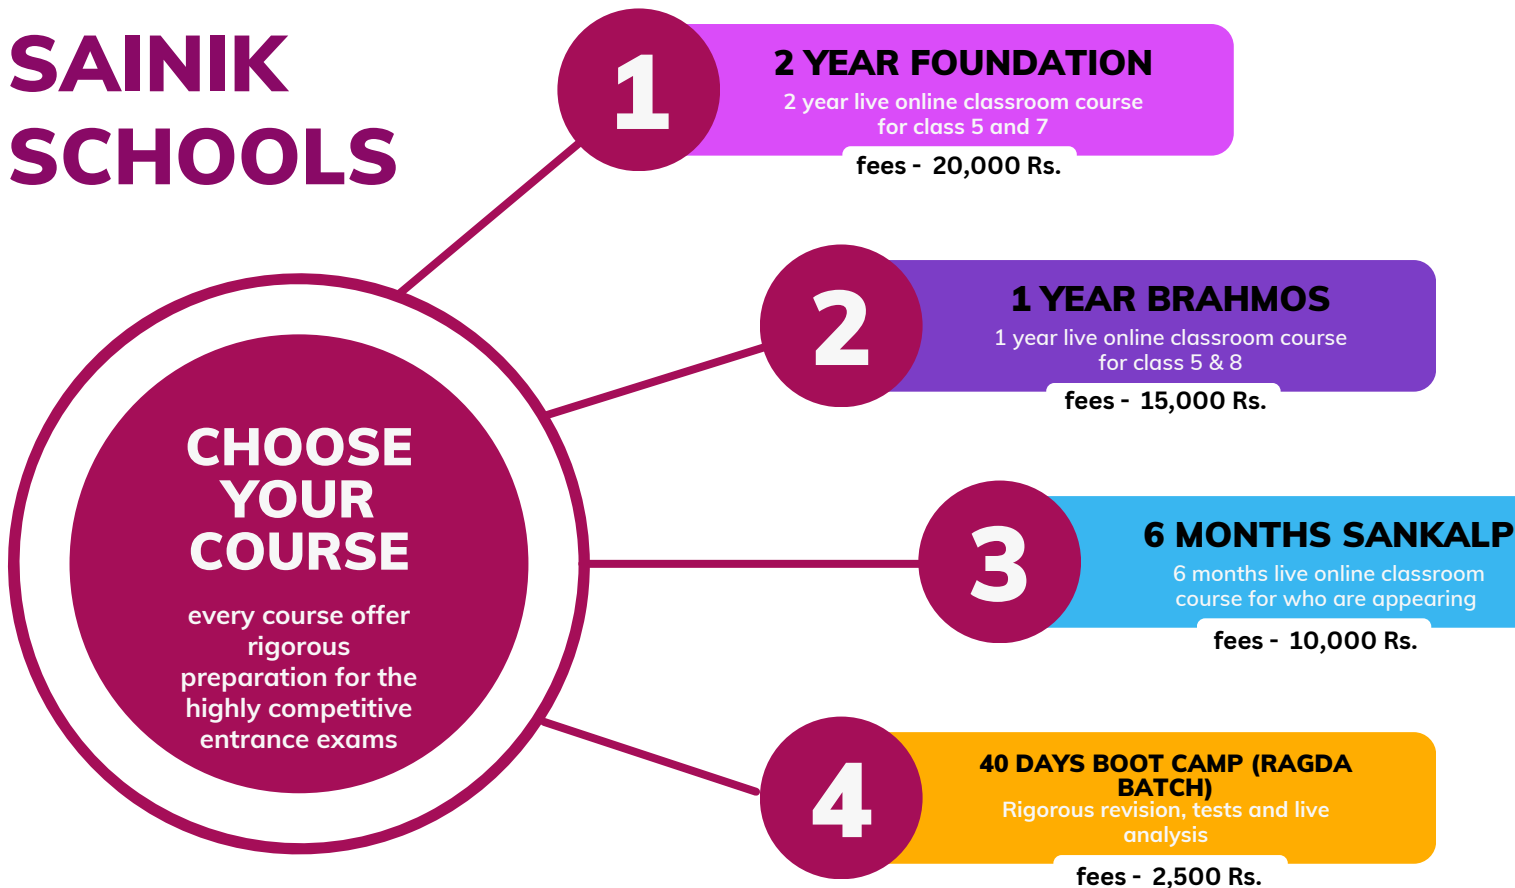 SAINIK
SCHOOLS
1
2 YEAR FOUNDATION
2 year live online classroom course
for class 5 and 7
fees - 20,000 Rs.
2
1 YEAR BRAHMOS
1 year live online classroom course
for class 5 & 8
fees - 15,000 Rs.
CHOOSE
YOUR
COURSE
every course offer
rigorous
preparation for the
highly competitive
entrance exams
3
6 MONTHS SANKALP
6 months live online classroom
course for who are appearing
fees - 10,000 Rs.
4
40 DAYS BOOT CAMP (RAGDA
BATCH)
Rigorous revision, tests and live
analysis
fees - 2,500 Rs.